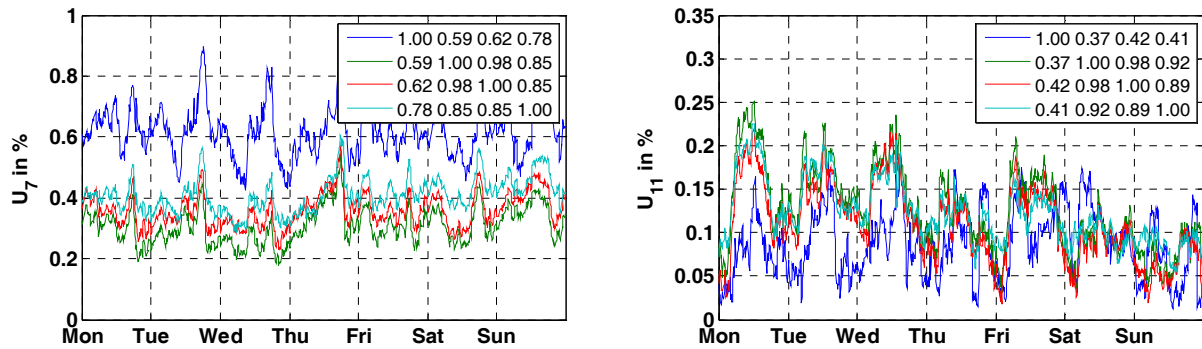 1
0.8
0.6
0.4
0.2
0
U7 in %
1.00 0.59 0.62 0.78
0.59 1.00 0.98 0.85
0.62 0.98 1.00 0.85
0.78 0.85 0.85 1.00
Mon Tue Wed Thu Fri Sat Sun
0.35
0.3
0.25
0.2
0.15
0.1
0.05
0
U11 in %
1.00 0.37 0.42 0.41
0.37 1.00 0.98 0.92
0.42 0.98 1.00 0.89
0.41 0.92 0.89 1.00
Mon Tue Wed Thu Fri Sat Sun